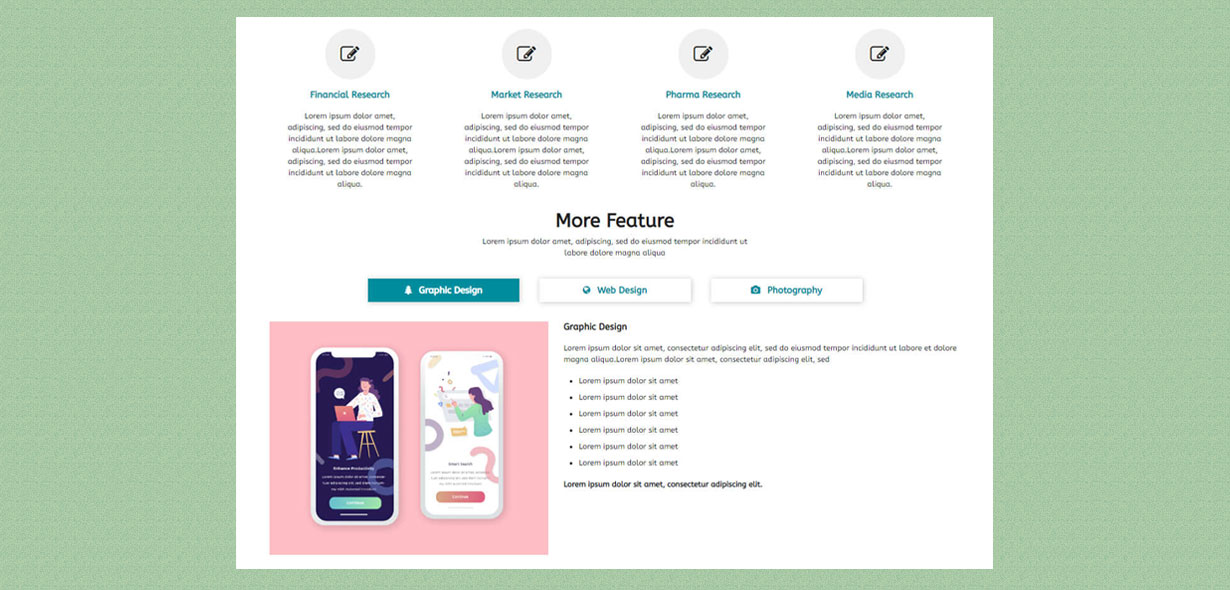 Financial Research
Lorem ipsum dolor amet,
adipiscing, sed do eiusmod tempor
incididunt ut labore dolore magna
aliqua.Lorem ipsum dolor amet,
adipiscing, sed do eiusmod tempor
incididunt ut labore dolore magna
aliqua.
Market Research
Lorem ipsum dolor amet,
adipiscing, sed do eiusmod tempor
incididunt ut labore dolore magna
aliqua.Lorem ipsum dolor amet,
adipiscing, sed do eiusmod tempor
incididunt ut labore dolore magna
aliqua.
Pharma Research
Lorem ipsum dolor amet,
adipiscing, sed do eiusmod tempor
incididunt ut labore dolore magna
aliqua.Lorem ipsum dolor amet,
adipiscing, sed do eiusmod tempor
incididunt ut labore dolore magna
aliqua.
Media Research
Lorem ipsum dolor amet,
adipiscing, sed do eiusmod tempor
incididunt ut labore dolore magna
aliqua.Lorem ipsum dolor amet,
adipiscing, sed do eiusmod tempor
incididunt ut labore dolore magna
aliqua.
More Feature
Lorem ipsum dolor amet, adipiscing, sed do eiusmod tempor incididunt ut
labore dolore magna aliqua
Graphic Design
Web Design
Photography
Enhance Productivity
Continue
Smart Search
Continue
Graphic Design
Lorem ipsum dolor sit amet, consectetur adipiscing elit, sed do eiusmod tempor incididunt ut labore et dolore
magna aliqua.Lorem ipsum dolor sit amet, consectetur adipiscing elit, sed
• Lorem ipsum dolor sit amet
• Lorem ipsum dolor sit amet
• Lorem ipsum dolor sit amet
• Lorem ipsum dolor sit amet
• Lorem ipsum dolor sit amet
• Lorem ipsum dolor sit amet
Lorem ipsum dolor sit amet, consectetur adipiscing elit.